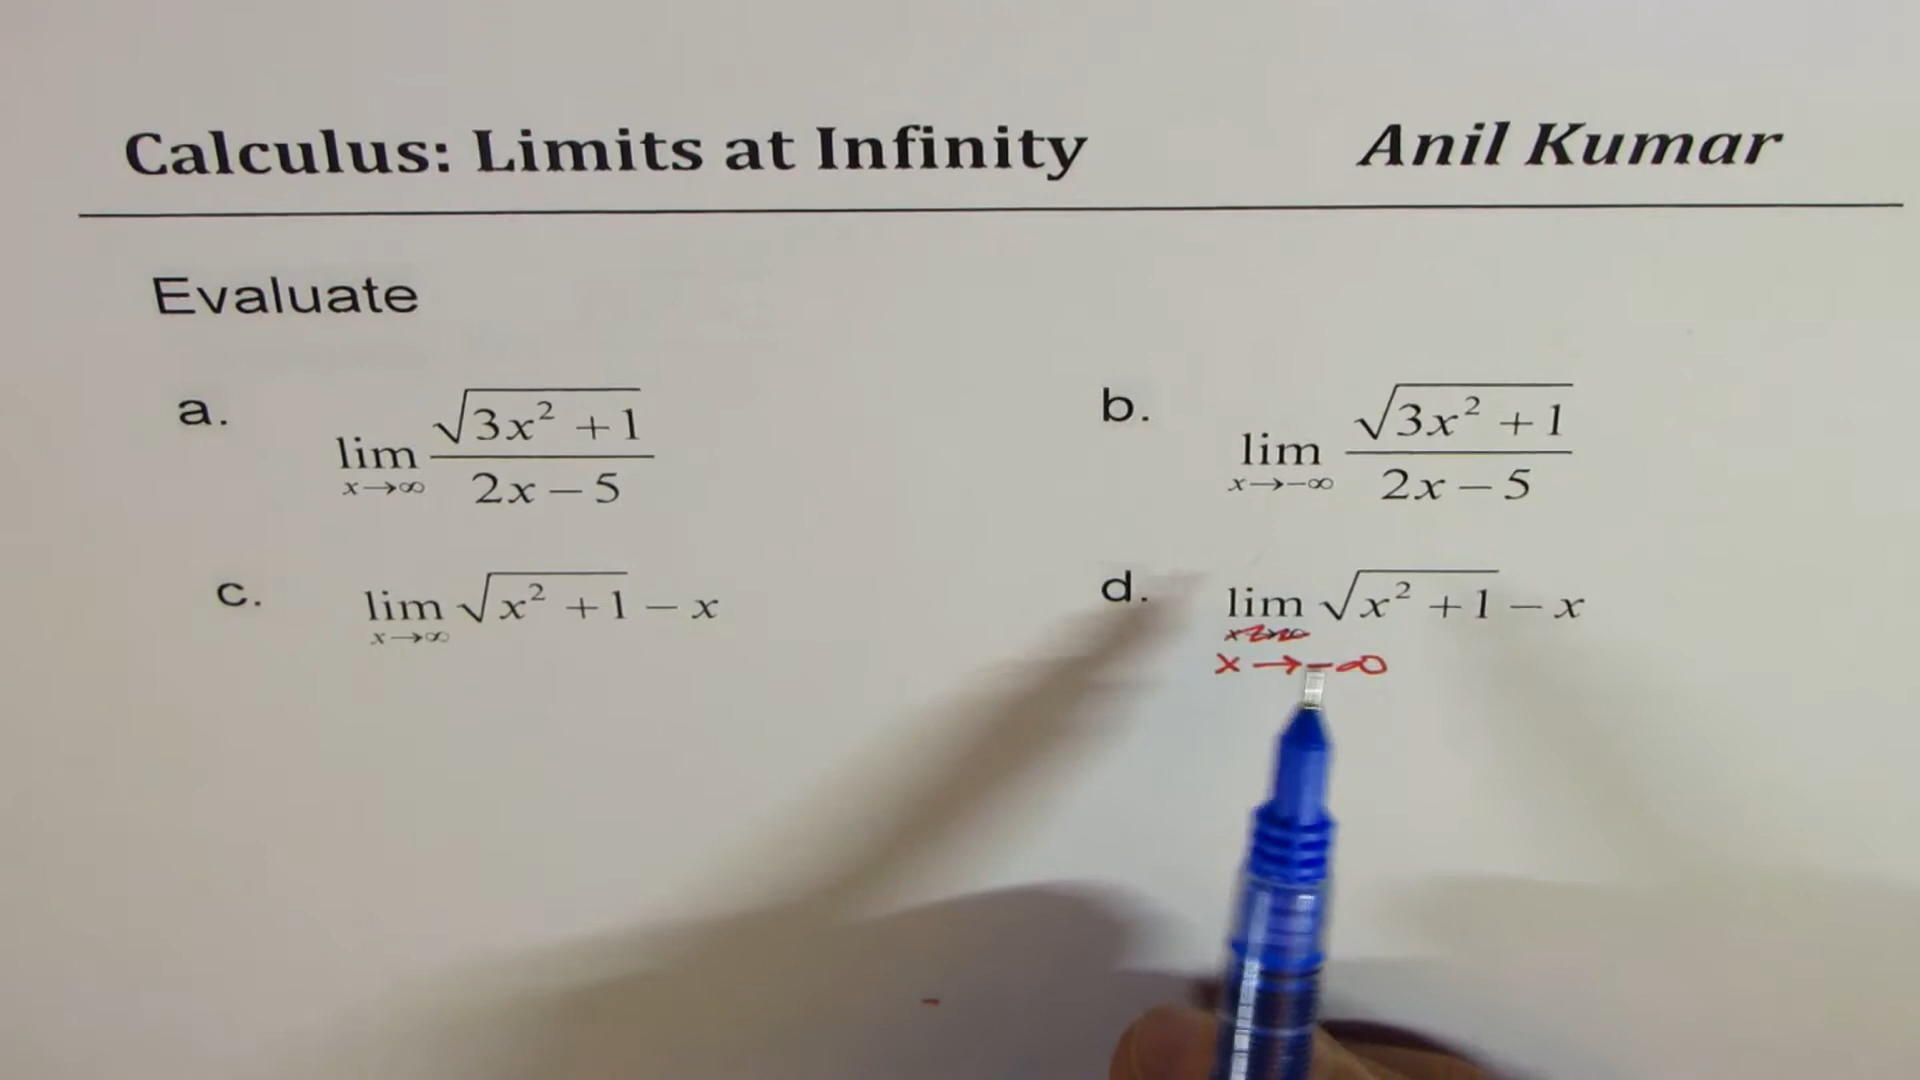 Calculus: Limits at Infinity Anil Kumar
Evaluate
a. lim x→∞ √(3x² + 1) / (2x − 5)
b. lim x→−∞ √(3x² + 1) / (2x − 5)
c. lim x→∞ √(x² + 1) − x
d. lim √(x² + 1) − x
x → −∞